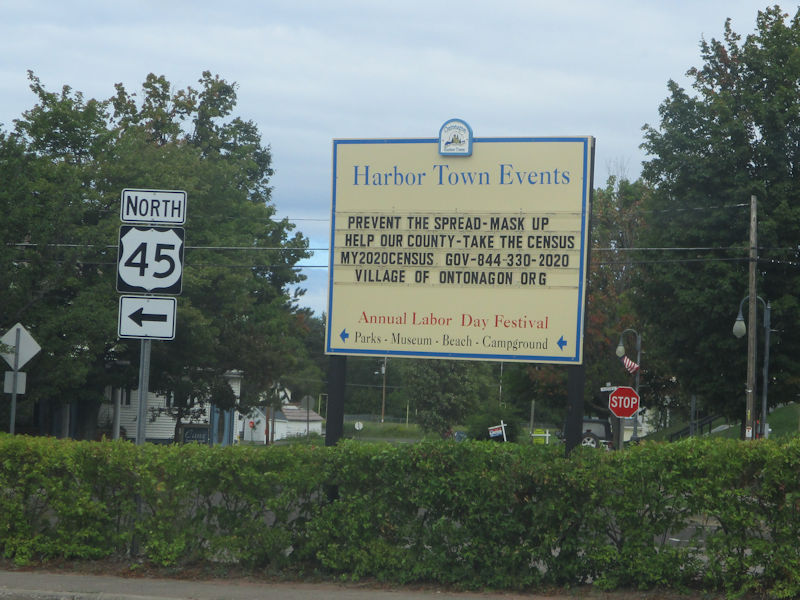 NORTH
45
Ontonagon
Harbor Town Events
PREVENT THE SPREAD-MASK UP
HELP OUR COUNTY-TAKE THE CENSUS
MY2020CENSUS GOV-844-330-2020
VILLAGE OF ONTONAGON ORG
Annual Labor Day Festival
Parks - Museum - Beach - Campground
STOP